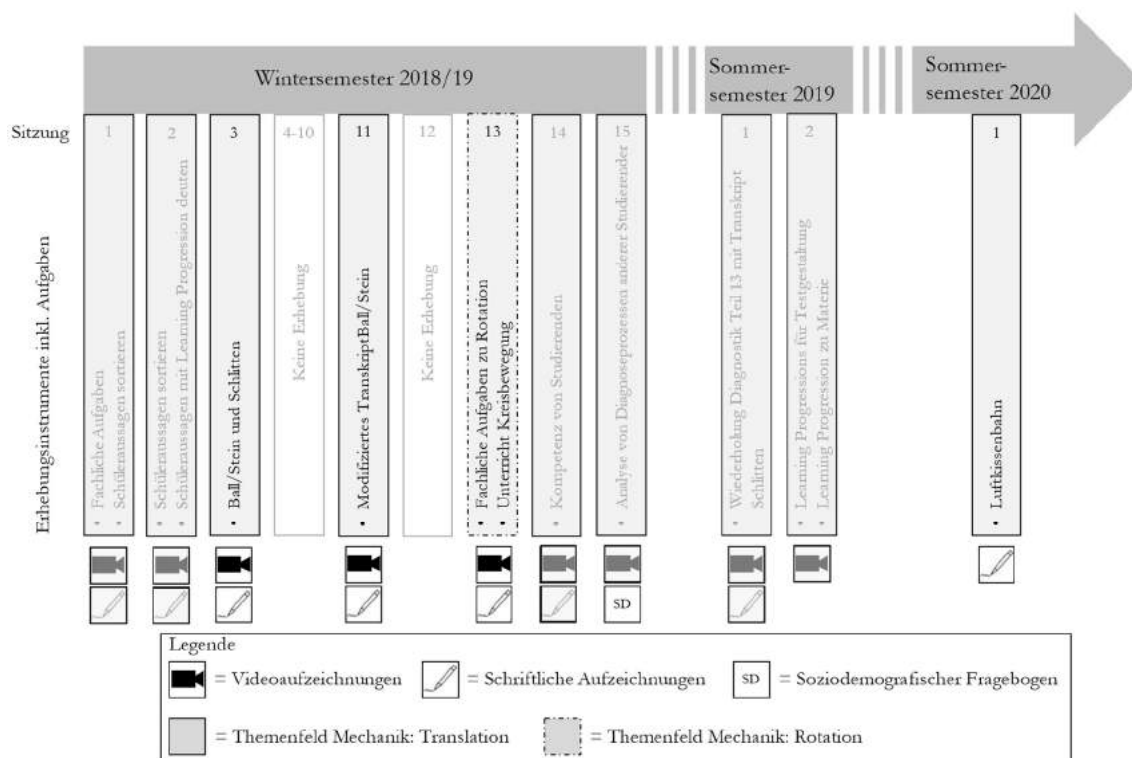 Wintersemester 2018/19
Sommer-
semester 2019
Sommer-
semester 2020
Sitzung
1
2
3
4-10
11
12
13
14
15
1
2
1
Erhebungsinstrumente inkl. Aufgaben
• Fachliche Aufgaben
• Schüleraussagen sortieren
• Schüleraussagen sortieren
• Schüleraussagen mit Learning Progression deuten
• Ball/Stein und Schlitten
Keine Erhebung
• Modifiziertes TranskriptBall/Stein
Keine Erhebung
• Fachliche Aufgaben zu Rotation
• Unterricht Kreisbewegung
• Kompetenz von Studierenden
• Analyse von Diagnoseprozessen anderer Studierender
• Wiederholung Diagnostik Teil 13 mit Transkript
Schlitten
• Learning Progressions für Testgestaltung
• Learning Progression zu Materie
• Luftkissenbahn
SD
Legende
= Videoaufzeichnungen
= Schriftliche Aufzeichnungen
SD = Soziodemografischer Fragebogen
= Themenfeld Mechanik: Translation
= Themenfeld Mechanik: Rotation